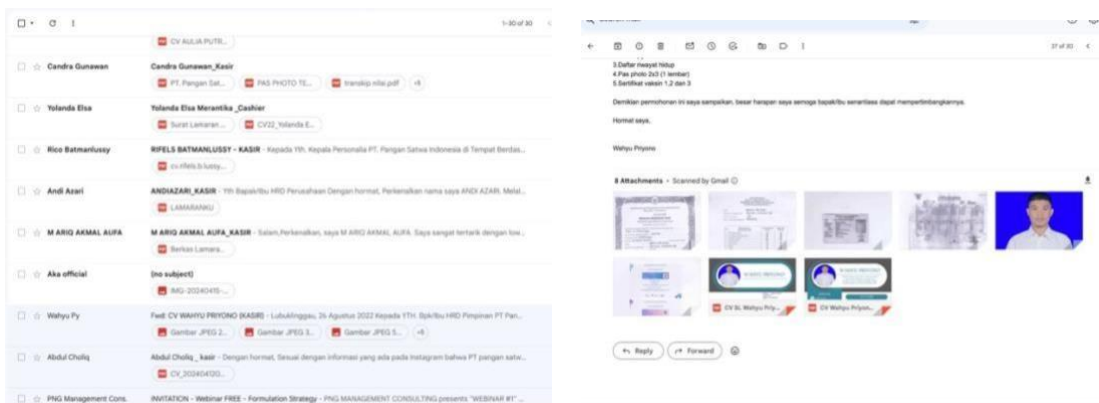 1-30 of 30
CV AULIA PUTR...
Candra Gunawan
Candra Gunawan_Kasir
PT. Pangan Sat...
PAS PHOTO TE...
transkip nilai.pdf
Yolanda Elsa
Yolanda Elsa Merantika _Cashier
Surat Lamaran ...
CV22_Yolanda E...
Rico Batmanlussy
RIFELS BATMANLUSSY - KASIR - Kepada Yth. Kepala Personalia PT. Pangan Satwa Indonesia di Tempat Berdas...
cv.rifels.b.lussy...
Andi Azari
ANDIAZARI_KASIR - Yth Bapak/Ibu HRD Perusahaan Dengan hormat, Perkenalkan nama saya ANDI AZARI. Melal...
LAMARANKU
M ARIQ AKMAL AUFA
M ARIQ AKMAL AUFA_KASIR - Salam,Perkenalkan, saya M ARIQ AKMAL AUFA. Saya sangat tertarik dengan low...
Berkas Lamara...
Aka official
(no subject)
IMG-20240415-...
Wahyu Py
Fwd: CV WAHYU PRIYONO (KASIR) - Lubuklinggau, 26 Agustus 2022 Kepada YTH. Bpk/Ibu HRD Pimpinan PT Pan...
Gambar JPEG 2...
Gambar JPEG 3...
Gambar JPEG 5...
Abdul Choliq
Abdul Choliq _ kasir - Dengan hormat, Sesuai dengan informasi yang ada pada instagram bahwa PT pangan satw...
CV_202404120...
PNG Management Cons.
INVITATION - Webinar FREE - Formulation Strategy - PNG MANAGEMENT CONSULTING presents "WEBINAR #1" ...
27 of 30
3.Daftar riwayat hidup
4.Pas photo 2x3 (1 lembar)
5.Sertifikat vaksin 1,2 dan 3
Demikian permohonan ini saya sampaikan, besar harapan saya semoga bapak/ibu senantiasa dapat mempertimbangkannya.
Hormat saya,
Wahyu Priyono
8 Attachments • Scanned by Gmail
WAHYU PRIYONO
WAHYU PRIYONO
CV SL Wahyu Priy...
CV Wahyu Priyon...
Reply
Forward